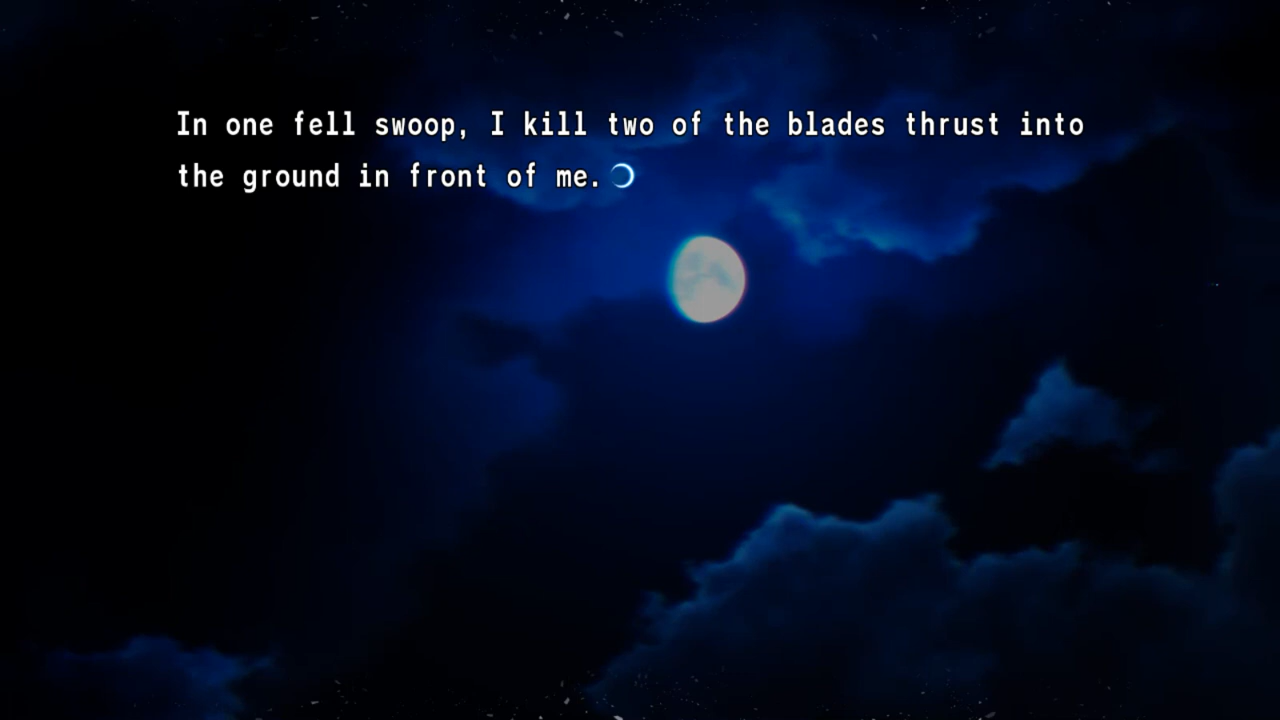 In one fell swoop, I kill two of the blades thrust into
the ground in front of me.